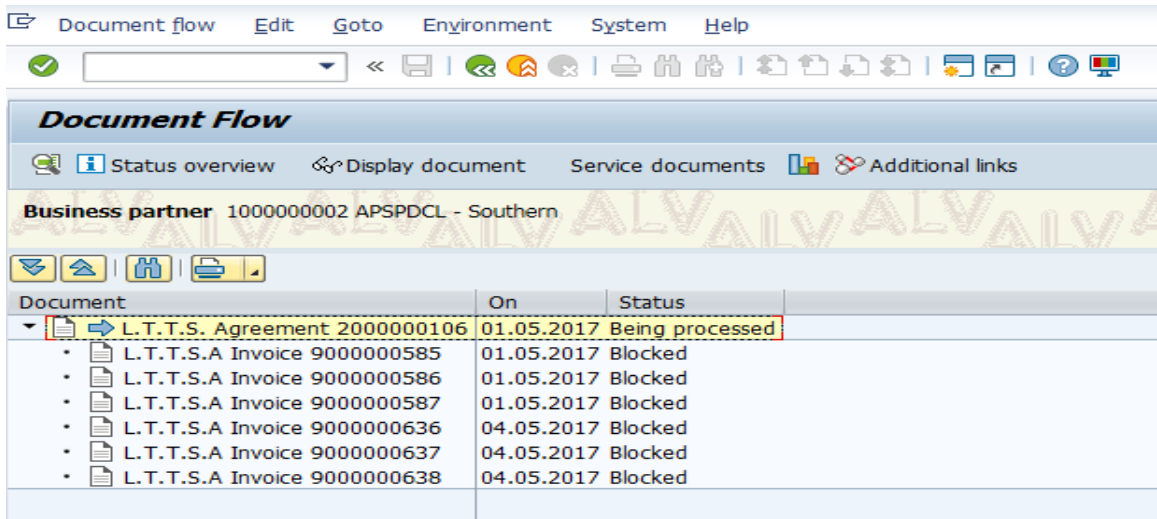 Document flow Edit Goto Environment System Help
Document Flow
Status overview Display document Service documents Additional links
Business partner 1000000002 APSPDCL - Southern
Document On Status
L.T.T.S. Agreement 2000000106 01.05.2017 Being processed
L.T.T.S.A Invoice 9000000585 01.05.2017 Blocked
L.T.T.S.A Invoice 9000000586 01.05.2017 Blocked
L.T.T.S.A Invoice 9000000587 01.05.2017 Blocked
L.T.T.S.A Invoice 9000000636 04.05.2017 Blocked
L.T.T.S.A Invoice 9000000637 04.05.2017 Blocked
L.T.T.S.A Invoice 9000000638 04.05.2017 Blocked